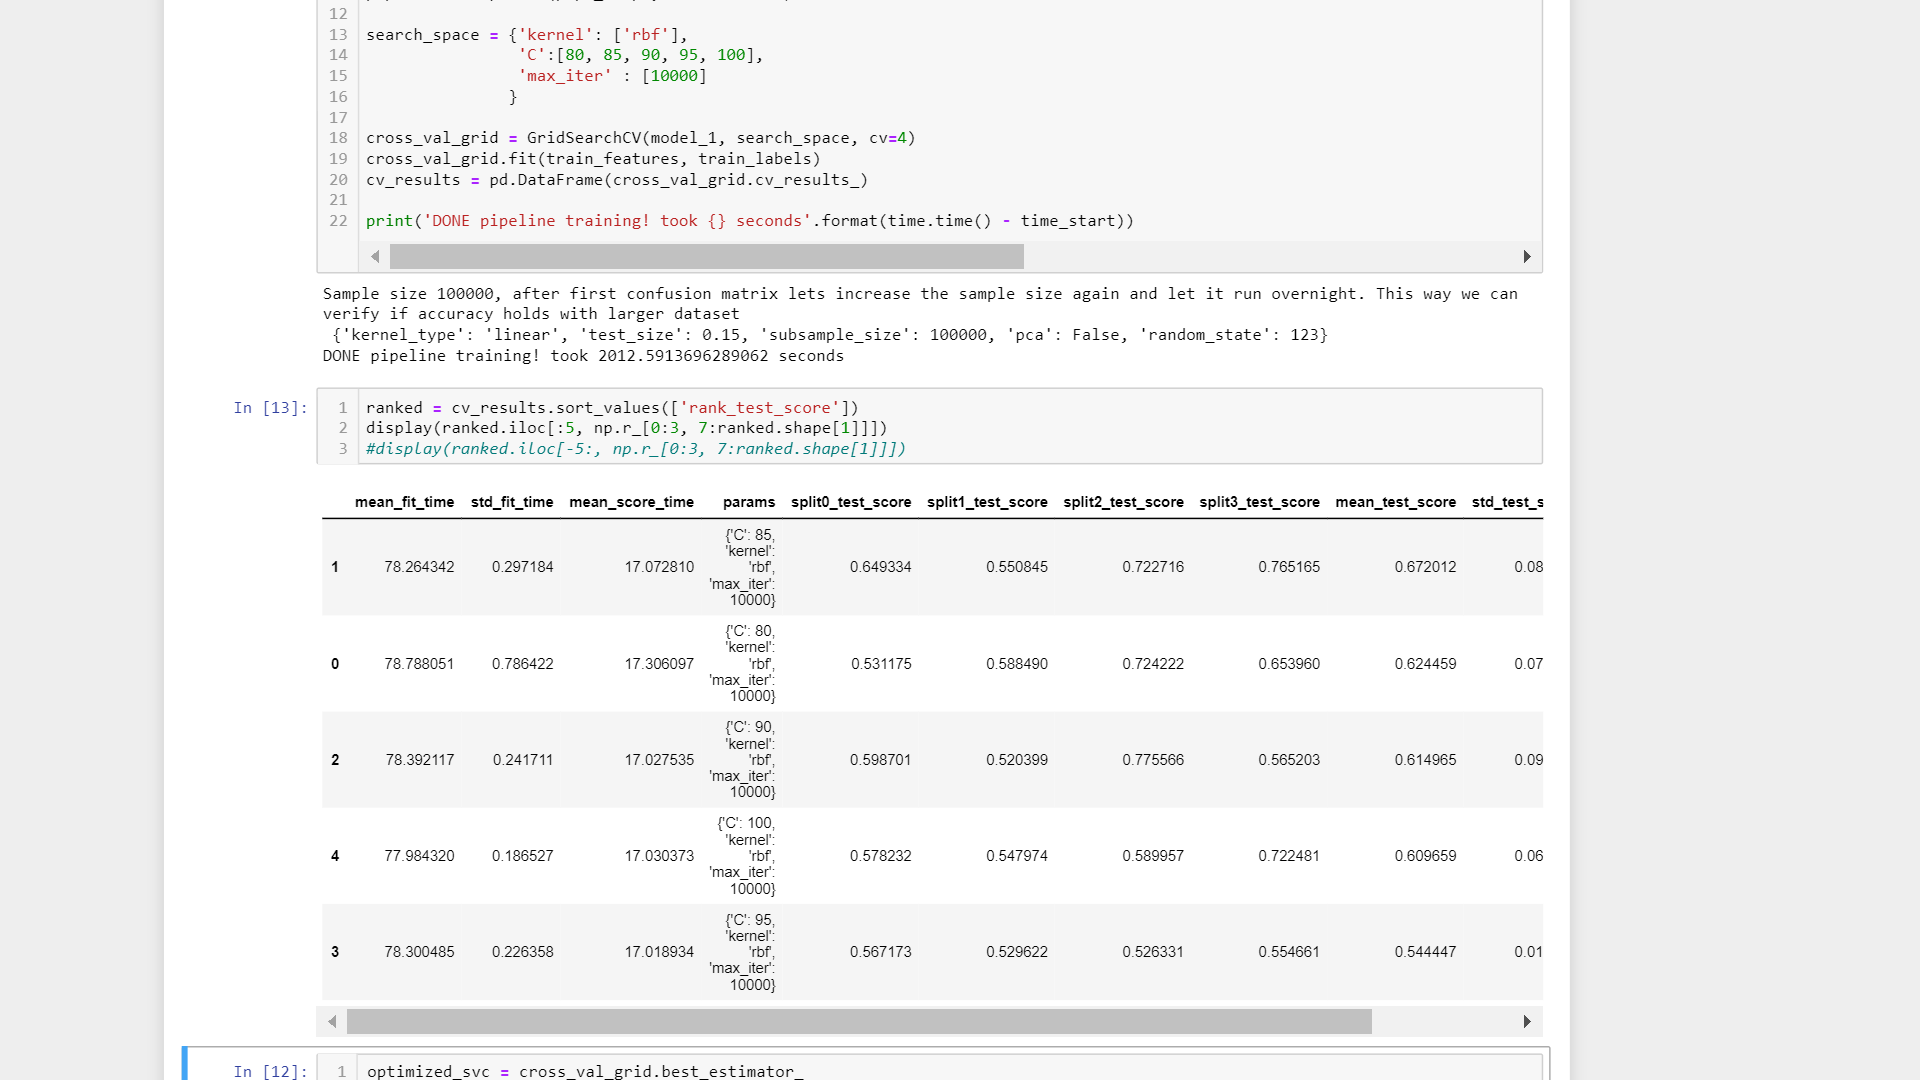 12
13 search_space = {'kernel': ['rbf'],
14 'C':[80, 85, 90, 95, 100],
15 'max_iter' : [10000]
16 }
17
18 cross_val_grid = GridSearchCV(model_1, search_space, cv=4)
19 cross_val_grid.fit(train_features, train_labels)
20 cv_results = pd.DataFrame(cross_val_grid.cv_results_)
21
22 print('DONE pipeline training! took {} seconds'.format(time.time() - time_start))
Sample size 100000, after first confusion matrix lets increase the sample size again and let it run overnight. This way we can
verify if accuracy holds with larger dataset
{'kernel_type': 'linear', 'test_size': 0.15, 'subsample_size': 100000, 'pca': False, 'random_state': 123}
DONE pipeline training! took 2012.5913696289062 seconds
In [13]: 1 ranked = cv_results.sort_values(['rank_test_score'])
2 display(ranked.iloc[:5, np.r_[0:3, 7:ranked.shape[1]]])
3 #display(ranked.iloc[-5:, np.r_[0:3, 7:ranked.shape[1]]])
mean_fit_time std_fit_time mean_score_time params split0_test_score split1_test_score split2_test_score split3_test_score mean_test_score std_test_s
{'C': 85,
'kernel':
1 78.264342 0.297184 17.072810 'rbf', 0.649334 0.550845 0.722716 0.765165 0.672012 0.08
'max_iter':
10000}
{'C': 80,
'kernel':
0 78.788051 0.786422 17.306097 'rbf', 0.531175 0.588490 0.724222 0.653960 0.624459 0.07
'max_iter':
10000}
{'C': 90,
'kernel':
2 78.392117 0.241711 17.027535 'rbf', 0.598701 0.520399 0.775566 0.565203 0.614965 0.09
'max_iter':
10000}
{'C': 100,
'kernel':
4 77.984320 0.186527 17.030373 'rbf', 0.578232 0.547974 0.589957 0.722481 0.609659 0.06
'max_iter':
10000}
{'C': 95,
'kernel':
3 78.300485 0.226358 17.018934 'rbf', 0.567173 0.529622 0.526331 0.554661 0.544447 0.01
'max_iter':
10000}
In [12]: 1 optimized_svc = cross_val_grid.best_estimator_